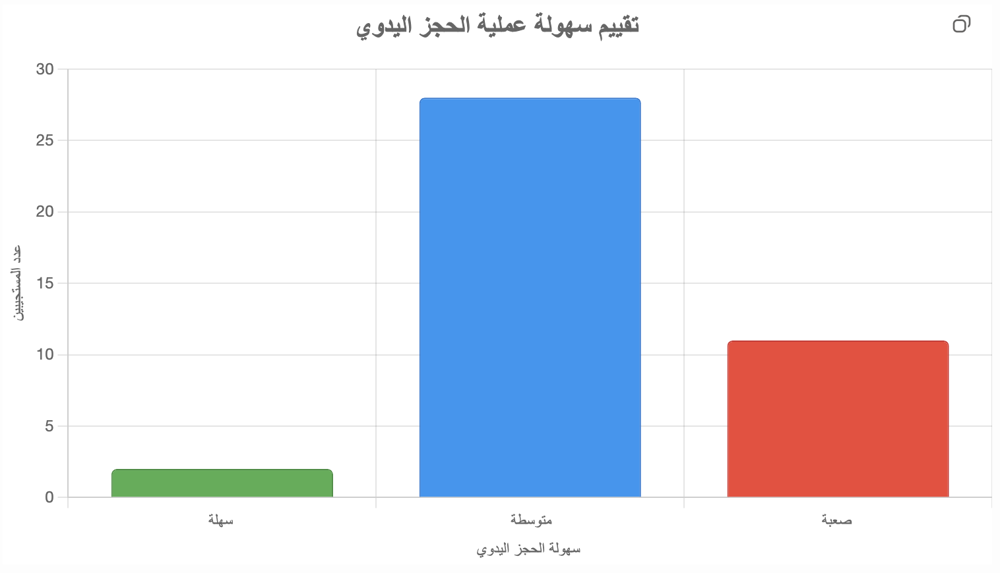 تقييم سهولة عملية الحجز اليدوي
30
25
20
15
10
5
0
عدد المستجيبين
سهلة
متوسطة
صعبة
سهولة الحجز اليدوي